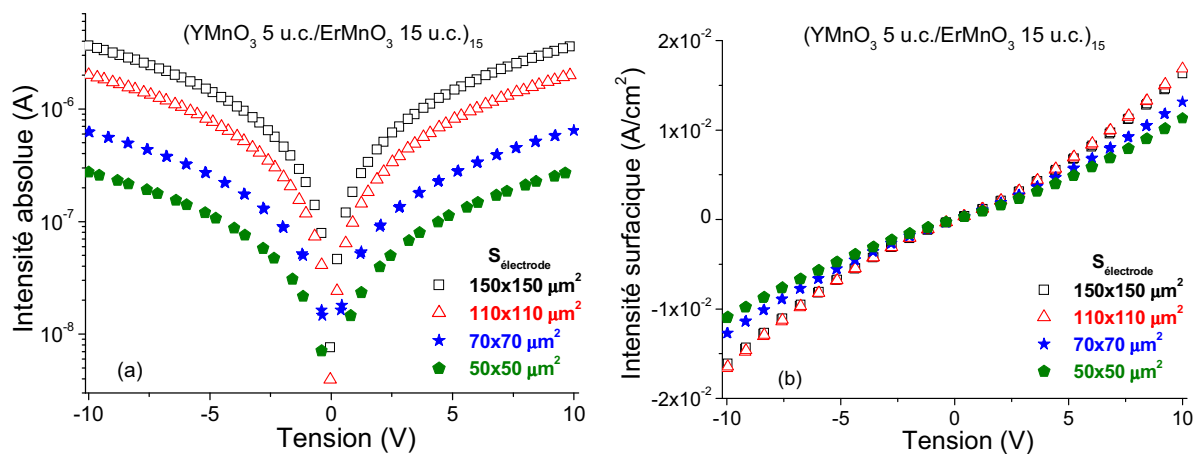 (YMnO₃ 5 u.c./ErMnO₃ 15 u.c.)₁₅
10⁻⁶
10⁻⁷
10⁻⁸
Intensité absolue (A)
Sélectrode
150x150 µm²
110x110 µm²
70x70 µm²
50x50 µm²
(a)
-10 -5 0 5 10
Tension (V)
(YMnO₃ 5 u.c./ErMnO₃ 15 u.c.)₁₅
2x10⁻²
1x10⁻²
0
-1x10⁻²
-2x10⁻²
Intensité surfacique (A/cm²)
Sélectrode
150x150 µm²
110x110 µm²
70x70 µm²
50x50 µm²
(b)
-10 -5 0 5 10
Tension (V)